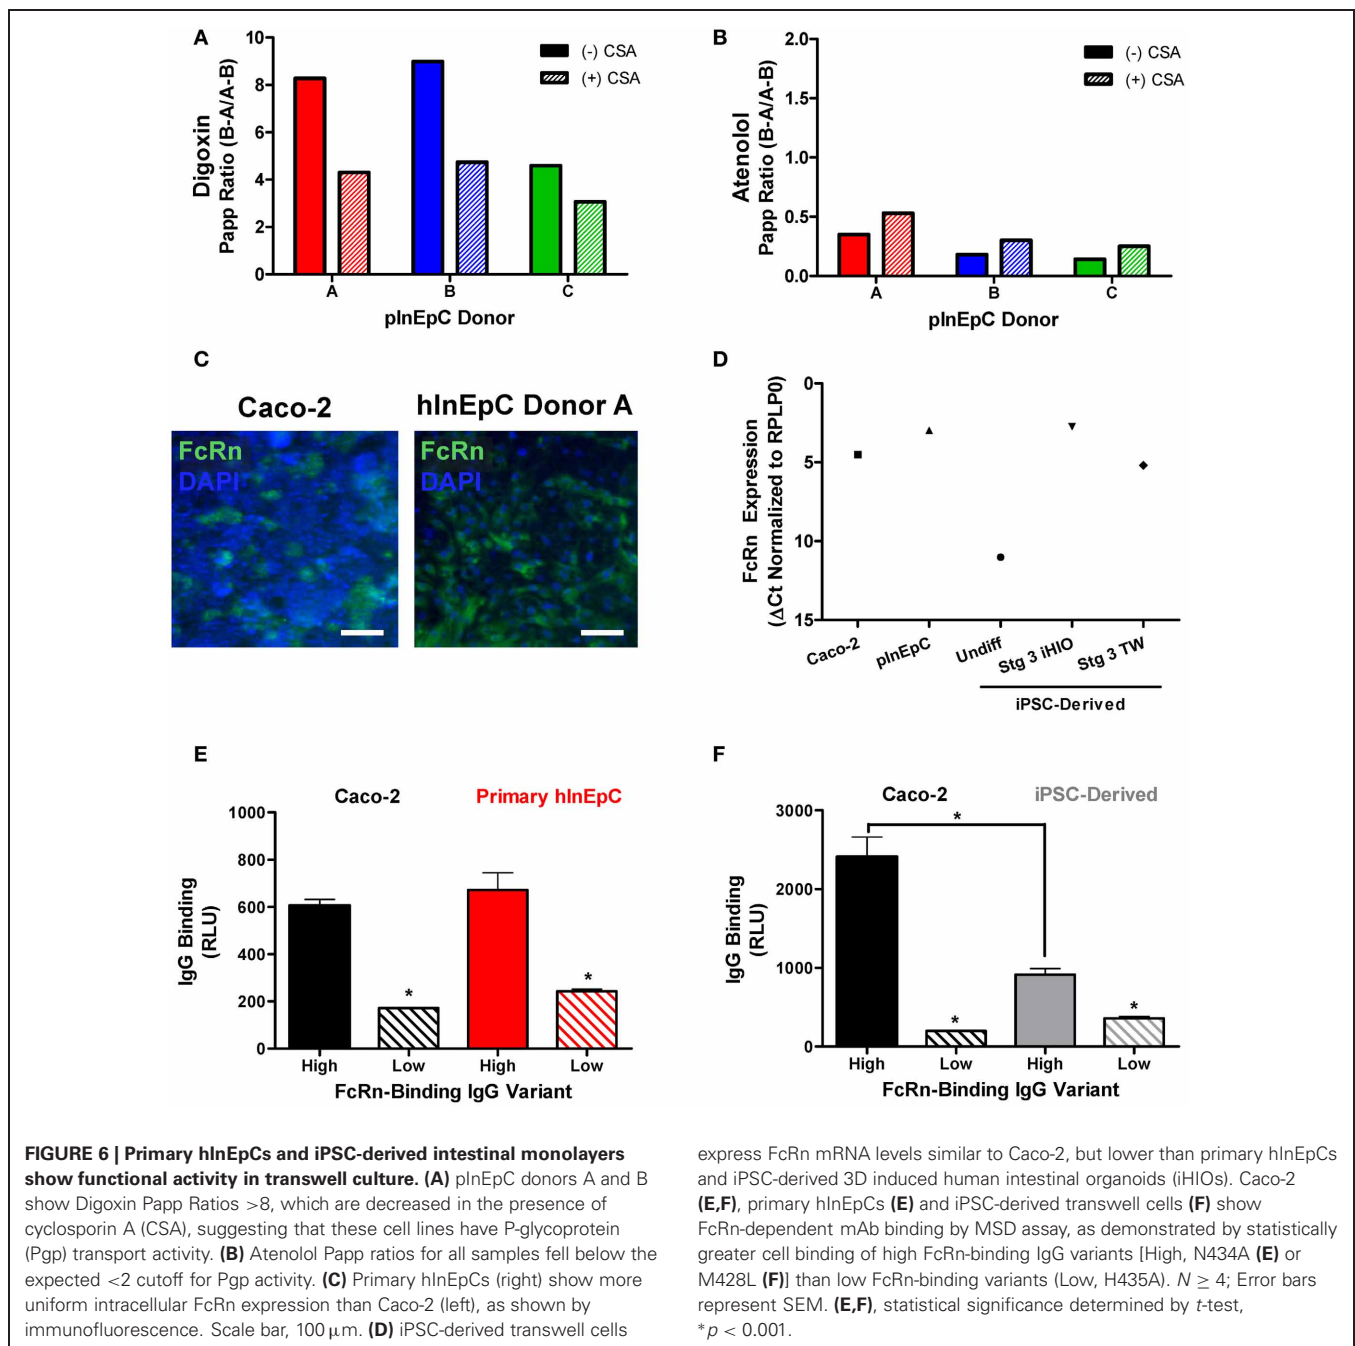 A
10
8
6
4
2
0
Digoxin
Papp Ratio (B-A/A-B)
(-) CSA
(+) CSA
A
B
C
pInEpC Donor
B
2.0
1.5
1.0
0.5
0.0
Atenolol
Papp Ratio (B-A/A-B)
(-) CSA
(+) CSA
A
B
C
pInEpC Donor
C
Caco-2
hInEpC Donor A
FcRn
DAPI
FcRn
DAPI
D
0
5
10
15
FcRn Expression
(ΔCt Normalized to RPLP0)
Caco-2
pInEpC
Undiff
Stg 3 iHIO
Stg 3 TW
iPSC-Derived
E
Caco-2
Primary hInEpC
1000
800
600
400
200
0
IgG Binding
(RLU)
*
*
High
Low
High
Low
FcRn-Binding IgG Variant
F
Caco-2
iPSC-Derived
3000
2000
1000
0
IgG Binding
(RLU)
*
*
*
High
Low
High
Low
FcRn-Binding IgG Variant
FIGURE 6 | Primary hInEpCs and iPSC-derived intestinal monolayers
show functional activity in transwell culture. (A) pInEpC donors A and B
show Digoxin Papp Ratios >8, which are decreased in the presence of
cyclosporin A (CSA), suggesting that these cell lines have P-glycoprotein
(Pgp) transport activity. (B) Atenolol Papp ratios for all samples fell below the
expected <2 cutoff for Pgp activity. (C) Primary hInEpCs (right) show more
uniform intracellular FcRn expression than Caco-2 (left), as shown by
immunofluorescence. Scale bar, 100 μm. (D) iPSC-derived transwell cells
express FcRn mRNA levels similar to Caco-2, but lower than primary hInEpCs
and iPSC-derived 3D induced human intestinal organoids (iHIOs). Caco-2
(E,F), primary hInEpCs (E) and iPSC-derived transwell cells (F) show
FcRn-dependent mAb binding by MSD assay, as demonstrated by statistically
greater cell binding of high FcRn-binding IgG variants [High, N434A (E) or
M428L (F)] than low FcRn-binding variants (Low, H435A). N ≥ 4; Error bars
represent SEM. (E,F), statistical significance determined by t-test,
*p < 0.001.